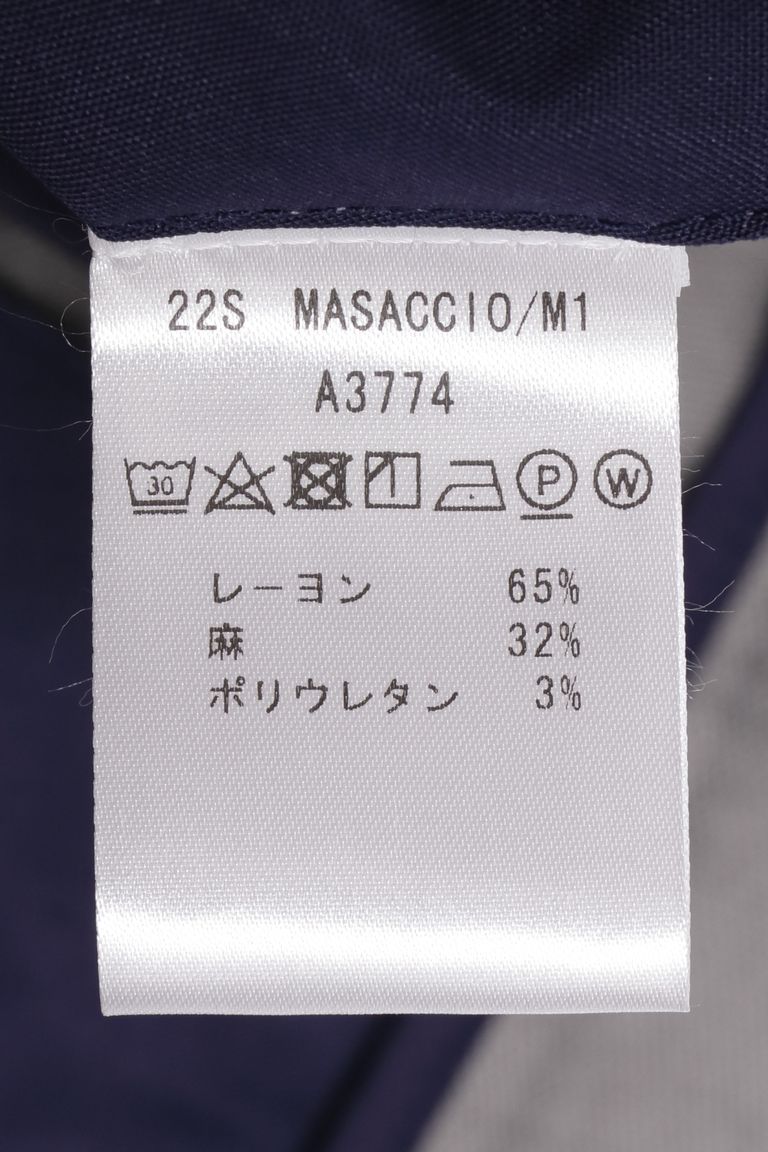 22S MASACCIO/M1
A3774
30 P W
レーヨン 65%
麻 32%
ポリウレタン 3%